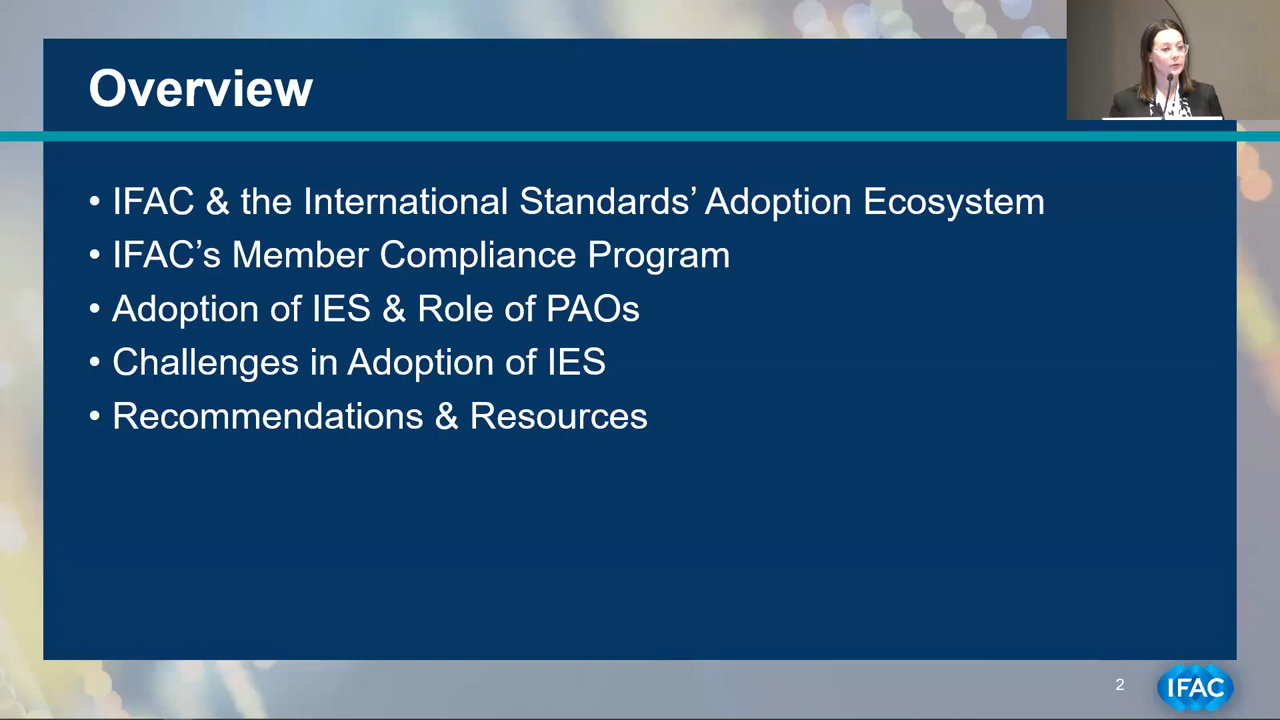 Overview
• IFAC & the International Standards’ Adoption Ecosystem
• IFAC’s Member Compliance Program
• Adoption of IES & Role of PAOs
• Challenges in Adoption of IES
• Recommendations & Resources
2
IFAC